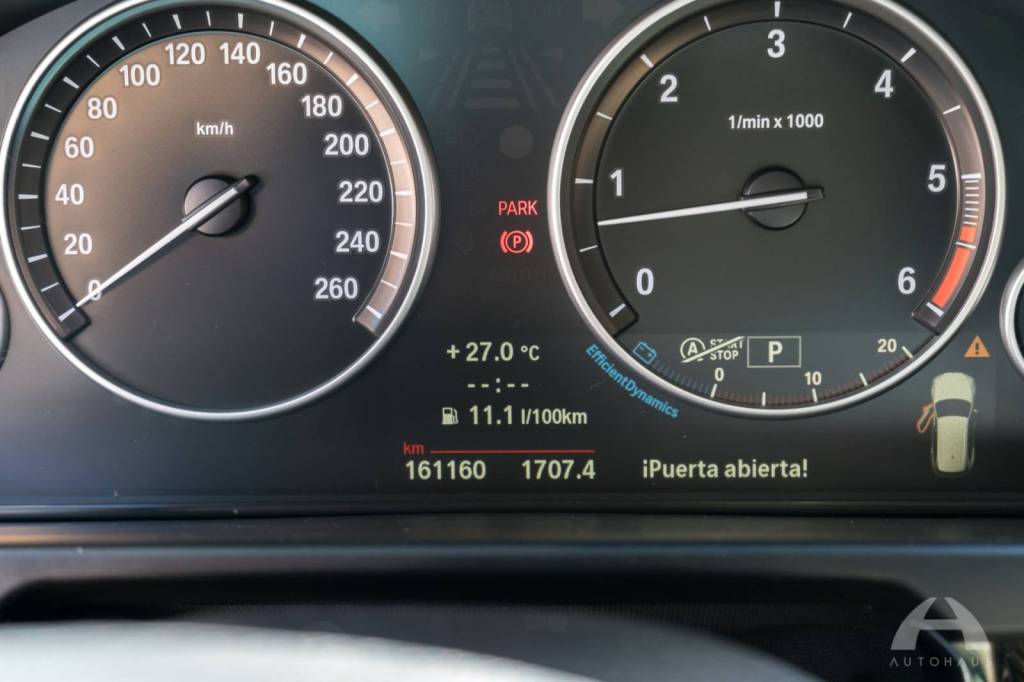 km/h
0
20
40
60
80
100
120
140
160
180
200
220
240
260
PARK
P
+ 27.0 °C
--:--
11.1 l/100km
km
161160 1707.4
1/min x 1000
0
1
2
3
4
5
6
A START STOP
P
0
10
20
EfficientDynamics
¡Puerta abierta!
AUTOHAUS